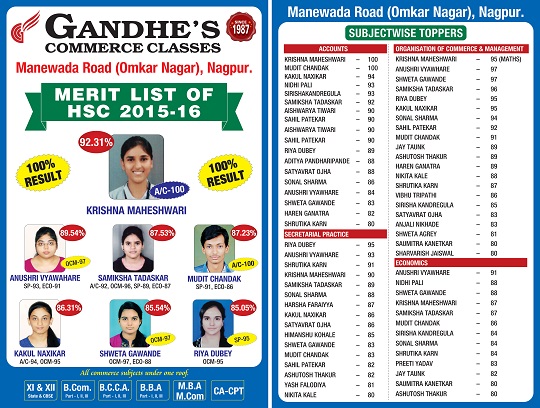 GANDHE'S
COMMERCE CLASSES
SINCE
1987
Manewada Road (Omkar Nagar), Nagpur.
MERIT LIST OF
HSC 2015-16
92.31%
100%
RESULT
100%
RESULT
A/C-100
KRISHNA MAHESHWARI
89.54%
OCM-97
ANUSHRI VYAWAHARE
SP-93, ECO-91
87.53%
SAMIKSHA TADASKAR
A/C-92, OCM-96, SP-89, ECO-87
87.23%
A/C-100
MUDIT CHANDAK
SP-91, ECO-86
86.31%
KAKUL NAXIKAR
A/C-94, OCM-95
85.54%
OCM-97
SHWETA GAWANDE
OCM-97, ECO-88
85.05%
SP-95
RIYA DUBEY
OCM-95
All commerce subjects under one roof.
XI & XII
State & CBSE
B.Com.
Part - I, II, III
B.C.C.A.
Part - I, II, III
B.B.A
Part - I, II, III
M.B.A
M.Com
CA-CPT
Manewada Road (Omkar Nagar), Nagpur.
SUBJECTWISE TOPPERS
ACCOUNTS
KRISHNA MAHESHWARI – 100
MUDIT CHANDAK – 100
KAKUL NAXIKAR – 94
NIDHI PALI – 93
SIRISHAKANDREGULA – 93
SAMIKSHA TADASKAR – 92
AISHWARYA TIWARI – 90
SAHIL PATEKAR – 90
AISHWARYA TIWARI – 90
SAHIL PATEKAR – 90
RIYA DUBEY – 89
ADITYA PANDHARIPANDE – 88
SATYAVRAT OJHA – 88
SONAL SHARMA – 86
ANUSHRI VYAWHARE – 84
SHWETA GAWANDE – 83
HAREN GANATRA – 82
SHRUTIKA KARN – 80
SECRETARIAL PRACTICE
RIYA DUBEY – 95
ANUSHRI VYAWHARE – 93
SHRUTIKA KARN – 91
KRISHNA MAHESHWARI – 90
SAMIKSHA TADASKAR – 89
SONAL SHARMA – 88
HARSHA FARAIYYA – 87
KAKUL NAXIKAR – 86
SATYAVRAT OJHA – 86
HIMANSHU KOHALE – 85
SHWETA GAWANDE – 83
MUDIT CHANDAK – 83
SAHIL PATEKAR – 82
JAY TAUNK – 82
YASH FALODIYA – 81
NIKITA KALE – 80
ORGANISATION OF COMMERCE & MANAGEMENT
KRISHNA MAHESHWARI – 95 (MATHS)
ANUSHRI VYAWHARE – 97
SHWETA GAWANDE – 97
SAMIKSHA TADASKAR – 96
RIYA DUBEY – 95
KAKUL NAXIKAR – 95
SONAL SHARMA – 94
SAHIL PATEKAR – 92
MUDIT CHANDAK – 91
JAY TAUNK – 89
ASHUTOSH THAKUR – 89
HAREN GANATRA – 89
NIKITA KALE – 88
SHRUTIKA KARN – 87
VIBHU TRIPATHI – 86
SIRISHA KANDREGULA – 85
SATYAVRAT OJHA – 83
ANJALI NIKHADE – 83
ASHUTOSH THAKUR – 83
SHWETA AGREY – 81
SAUMITRA KANETKAR – 80
SHARVARISH JAISWAL – 80
ECONOMICS
ANUSHRI VYAWHARE – 91
NIDHI PALI – 88
SHWETA GAWANDE – 88
KRISHNA MAHESHWARI – 87
SAMIKSHA TADASKAR – 87
MUDIT CHANDAK – 86
SIRISHA KANDREGULA – 84
SONAL SHARMA – 84
SHRUTIKA KARN – 84
PREETI YADAV – 83
JAY TAUNK – 82
SAUMITRA KANETKAR – 80
ASHUTOSH THAKUR – 80